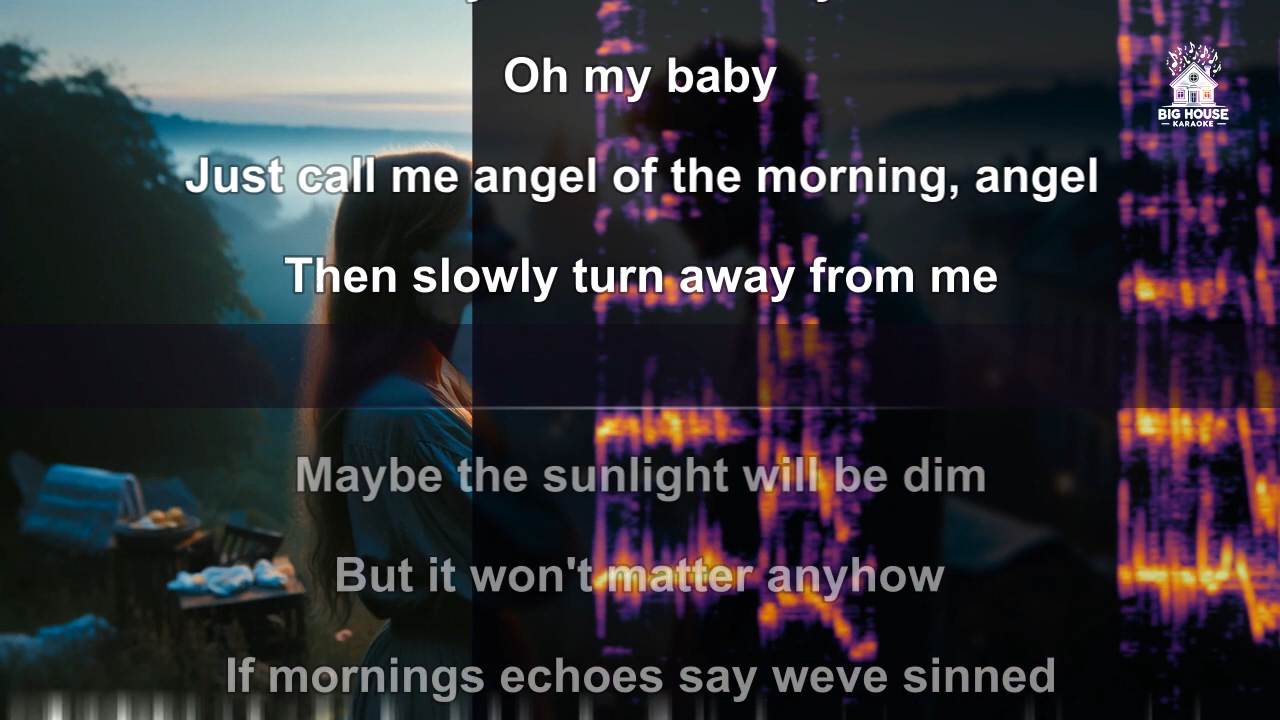 Oh my baby
BIG HOUSE
KARAOKE
Just call me angel of the morning, angel
Then slowly turn away from me
Maybe the sunlight will be dim
But it won't matter anyhow
If mornings echoes say weve sinned